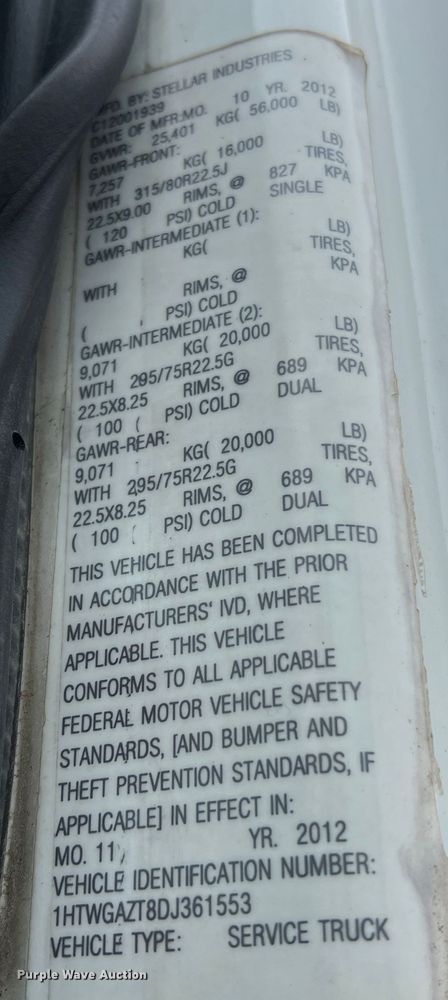 MFD. BY: STELLAR INDUSTRIES
C12001939
DATE OF MFR:MO. 10 YR. 2012
GVWR: 25,401 KG( 56,000 LB)
GAWR-FRONT:
7,257 KG( 16,000 LB)
WITH 315/80R22.5J TIRES,
22.5X9.00 RIMS, @ 827 KPA
( 120 PSI) COLD SINGLE
GAWR-INTERMEDIATE (1):
KG( LB)
TIRES,
WITH RIMS, @ KPA
( PSI) COLD
GAWR-INTERMEDIATE (2):
9,071 KG( 20,000 LB)
WITH 295/75R22.5G TIRES,
22.5X8.25 RIMS, @ 689 KPA
( 100 ( PSI) COLD DUAL
GAWR-REAR:
9,071 KG( 20,000 LB)
WITH 295/75R22.5G TIRES,
22.5X8.25 RIMS, @ 689 KPA
( 100 ( PSI) COLD DUAL
THIS VEHICLE HAS BEEN COMPLETED
IN ACCORDANCE WITH THE PRIOR
MANUFACTURERS' IVD, WHERE
APPLICABLE. THIS VEHICLE
CONFORMS TO ALL APPLICABLE
FEDERAL MOTOR VEHICLE SAFETY
STANDARDS, [AND BUMPER AND
THEFT PREVENTION STANDARDS, IF
APPLICABLE] IN EFFECT IN:
MO. 11 YR. 2012
VEHICLE IDENTIFICATION NUMBER:
1HTWGAZT8DJ361553
VEHICLE TYPE: SERVICE TRUCK
Purple Wave Auction